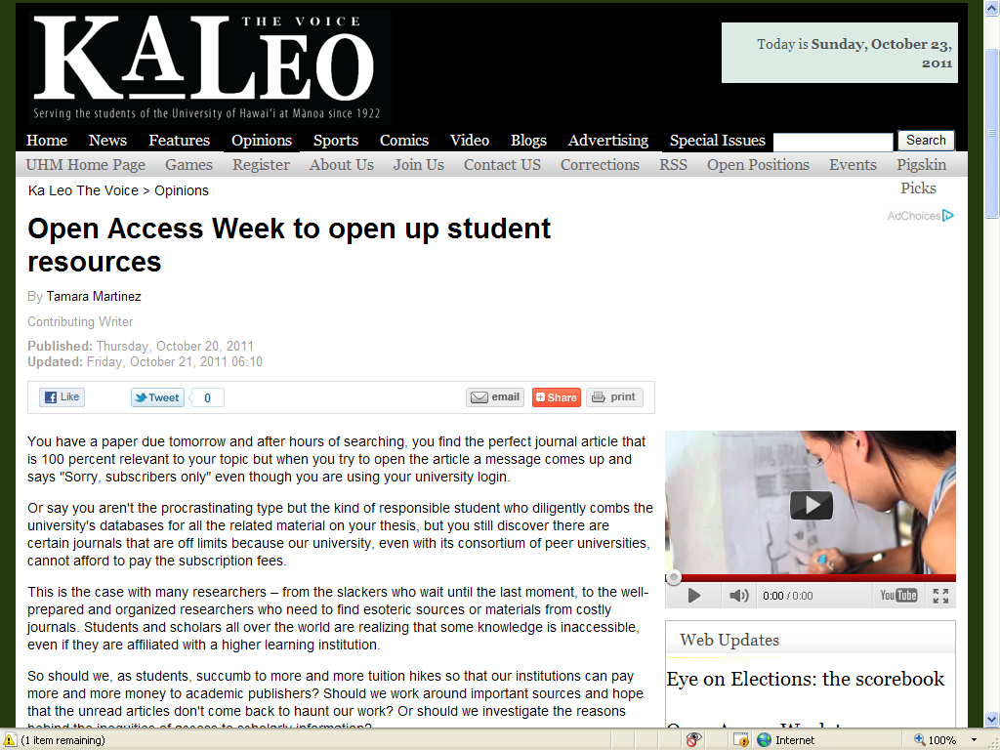 THE VOICE
KALEO
Serving the students of the University of Hawai'i at Mānoa since 1922
Today is Sunday, October 23,
2011
Home News Features Opinions Sports Comics Video Blogs Advertising Special Issues Search
UHM Home Page Games Register About Us Join Us Contact US Corrections RSS Open Positions Events Pigskin
Picks
Ka Leo The Voice > Opinions
AdChoices
Open Access Week to open up student
resources
By Tamara Martinez
Contributing Writer
Published: Thursday, October 20, 2011
Updated: Friday, October 21, 2011 06:10
Like Tweet 0 email Share print
You have a paper due tomorrow and after hours of searching, you find the perfect journal article that
is 100 percent relevant to your topic but when you try to open the article a message comes up and
says "Sorry, subscribers only" even though you are using your university login.
Or say you aren't the procrastinating type but the kind of responsible student who diligently combs the
university's databases for all the related material on your thesis, but you still discover there are
certain journals that are off limits because our university, even with its consortium of peer universities,
cannot afford to pay the subscription fees.
This is the case with many researchers – from the slackers who wait until the last moment, to the well-
prepared and organized researchers who need to find esoteric sources or materials from costly
journals. Students and scholars all over the world are realizing that some knowledge is inaccessible,
even if they are affiliated with a higher learning institution.
So should we, as students, succumb to more and more tuition hikes so that our institutions can pay
more and more money to academic publishers? Should we work around important sources and hope
that the unread articles don't come back to haunt our work? Or should we investigate the reasons
behind the inequities of access to scholarly information?
0:00 / 0:00 YouTube
Web Updates
Eye on Elections: the scorebook
(1 item remaining) Internet 100%